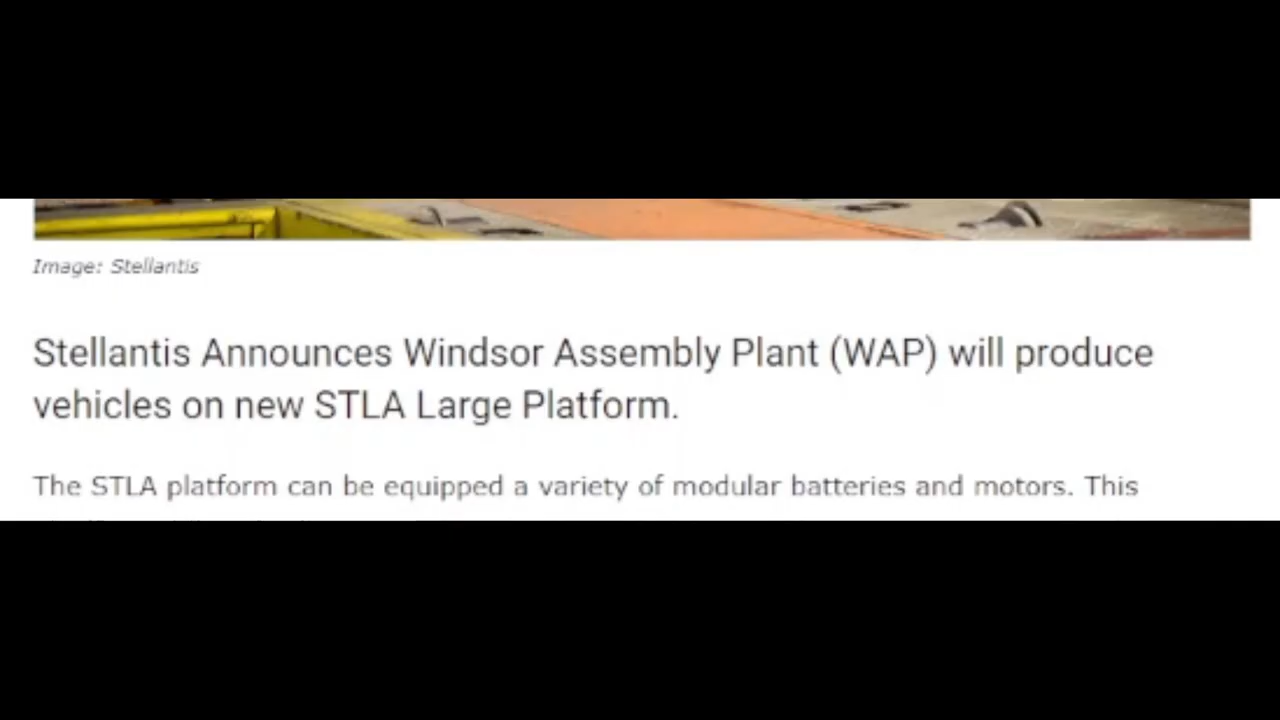 Image: Stellantis
Stellantis Announces Windsor Assembly Plant (WAP) will produce
vehicles on new STLA Large Platform.
The STLA platform can be equipped a variety of modular batteries and motors. This